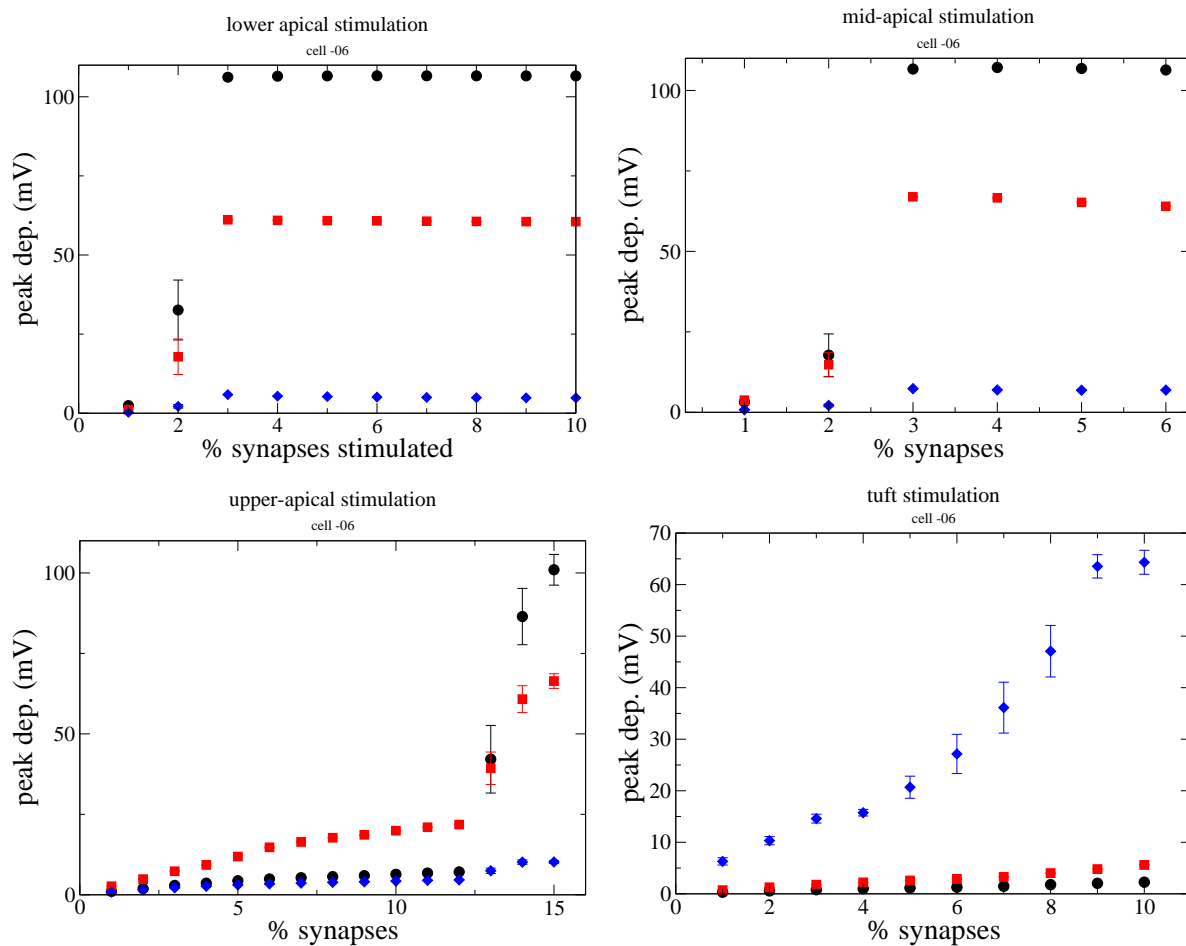 lower apical stimulation
cell -06
peak dep. (mV)
100
50
0
0 2 4 6 8 10
% synapses stimulated
mid-apical stimulation
cell -06
peak dep. (mV)
100
50
0
1 2 3 4 5 6
% synapses
upper-apical stimulation
cell -06
peak dep. (mV)
100
50
0
0 5 10 15
% synapses
tuft stimulation
cell -06
peak dep. (mV)
70
60
50
40
30
20
10
0
0 2 4 6 8 10
% synapses